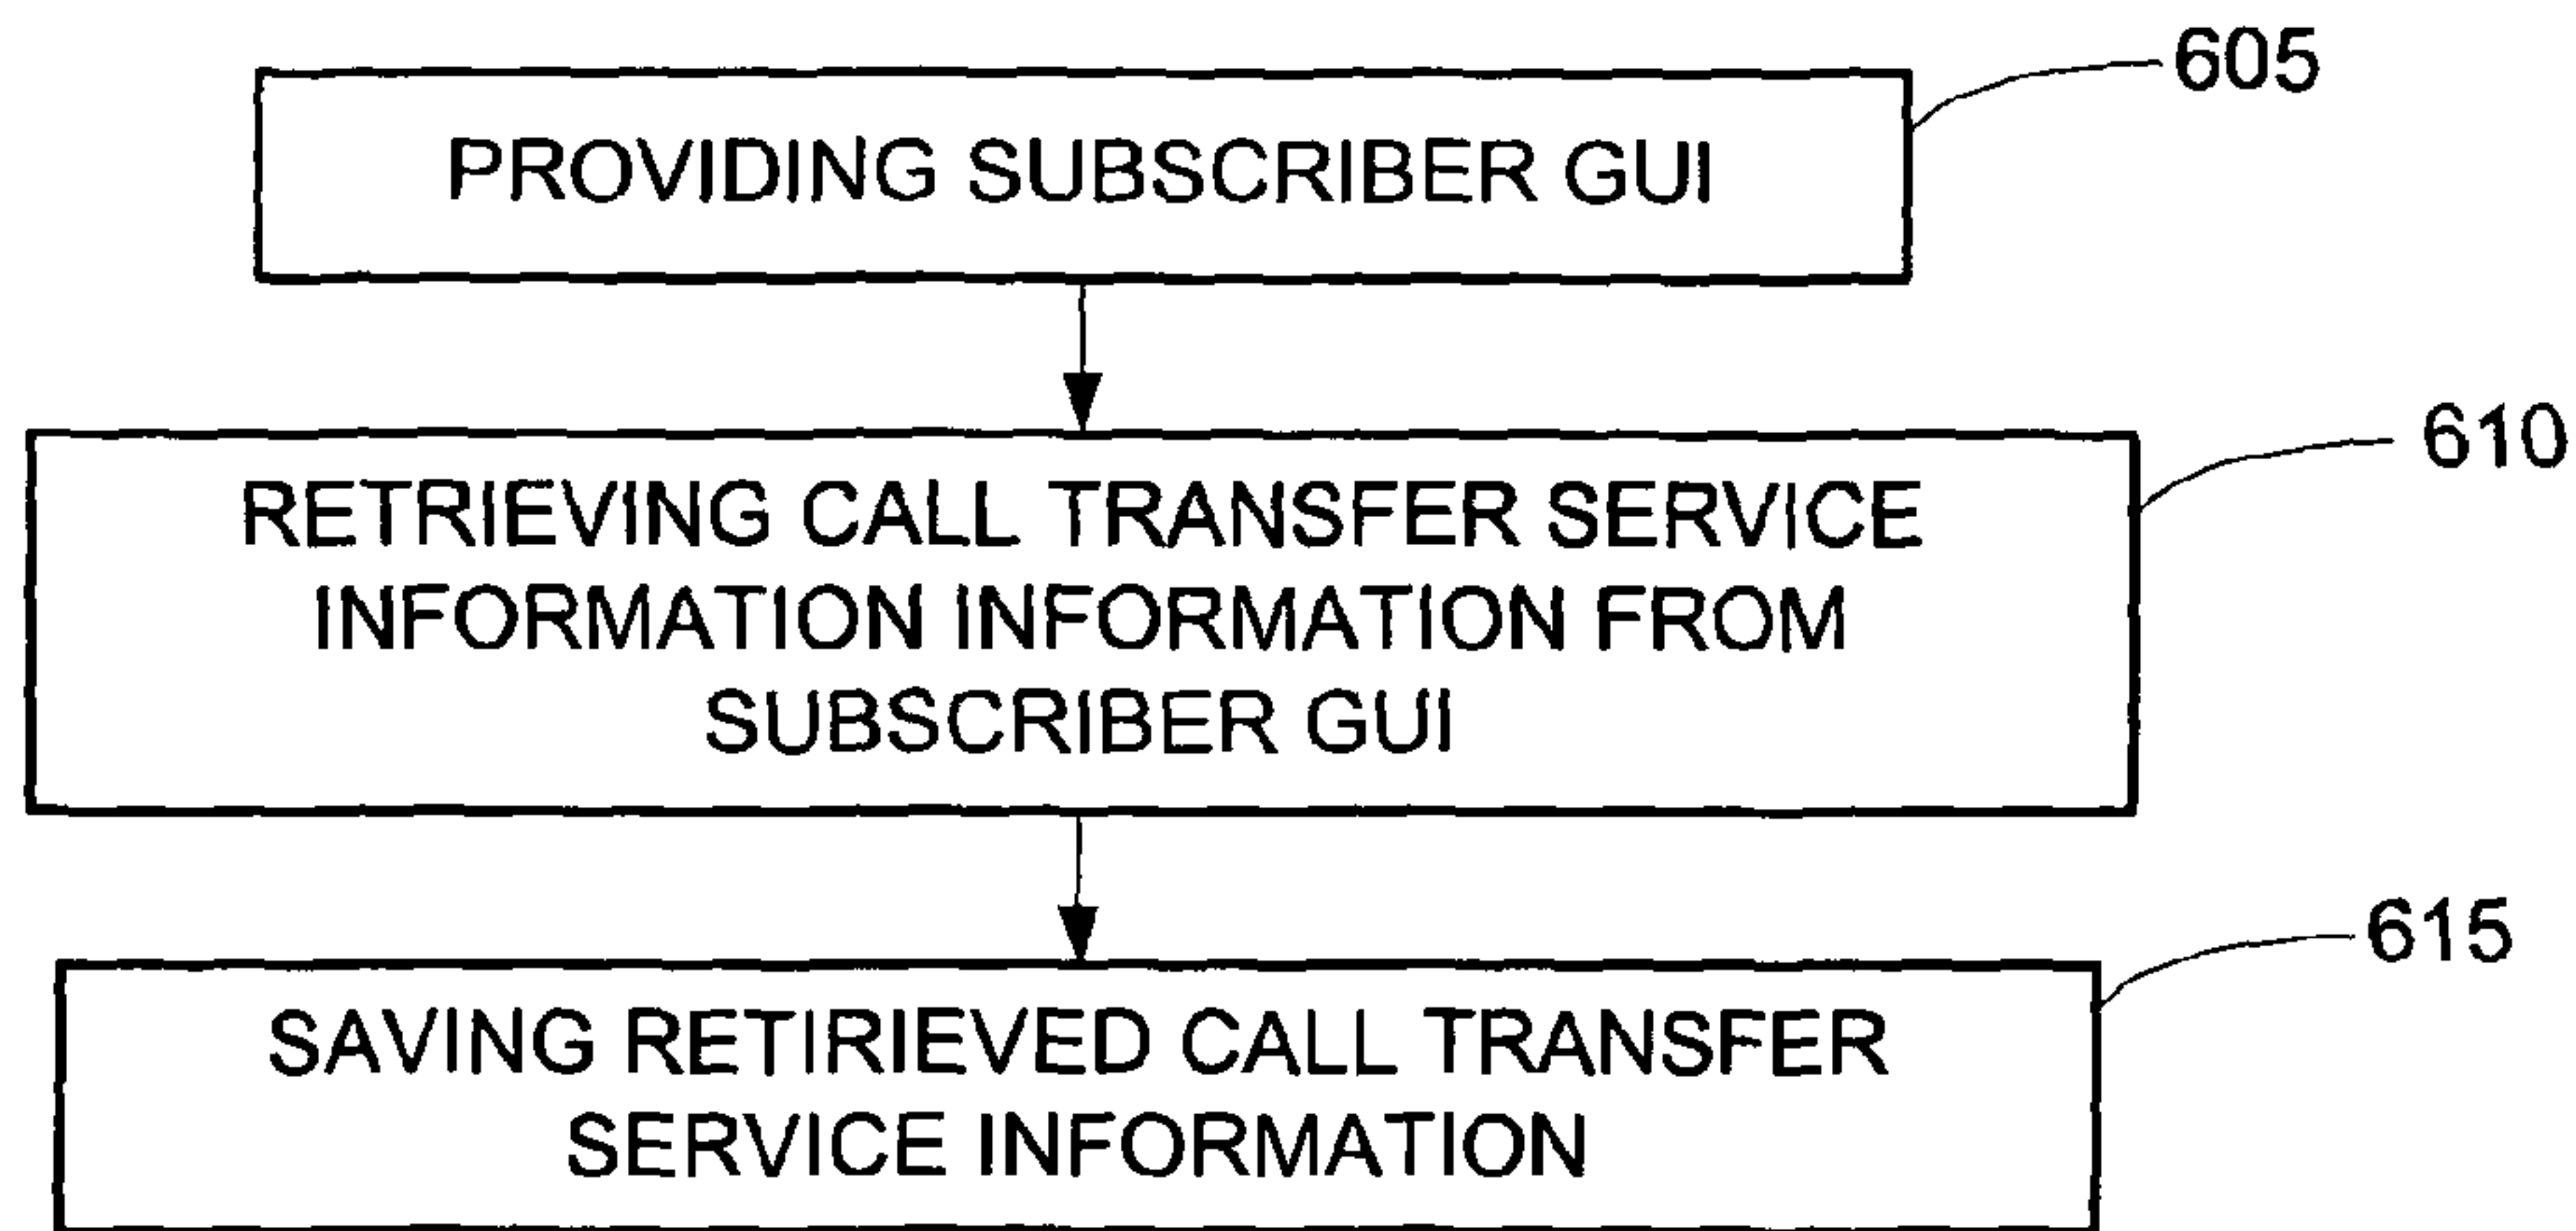 605
PROVIDING SUBSCRIBER GUI
610
RETRIEVING CALL TRANSFER SERVICE
INFORMATION INFORMATION FROM
SUBSCRIBER GUI
615
SAVING RETIRIEVED CALL TRANSFER
SERVICE INFORMATION